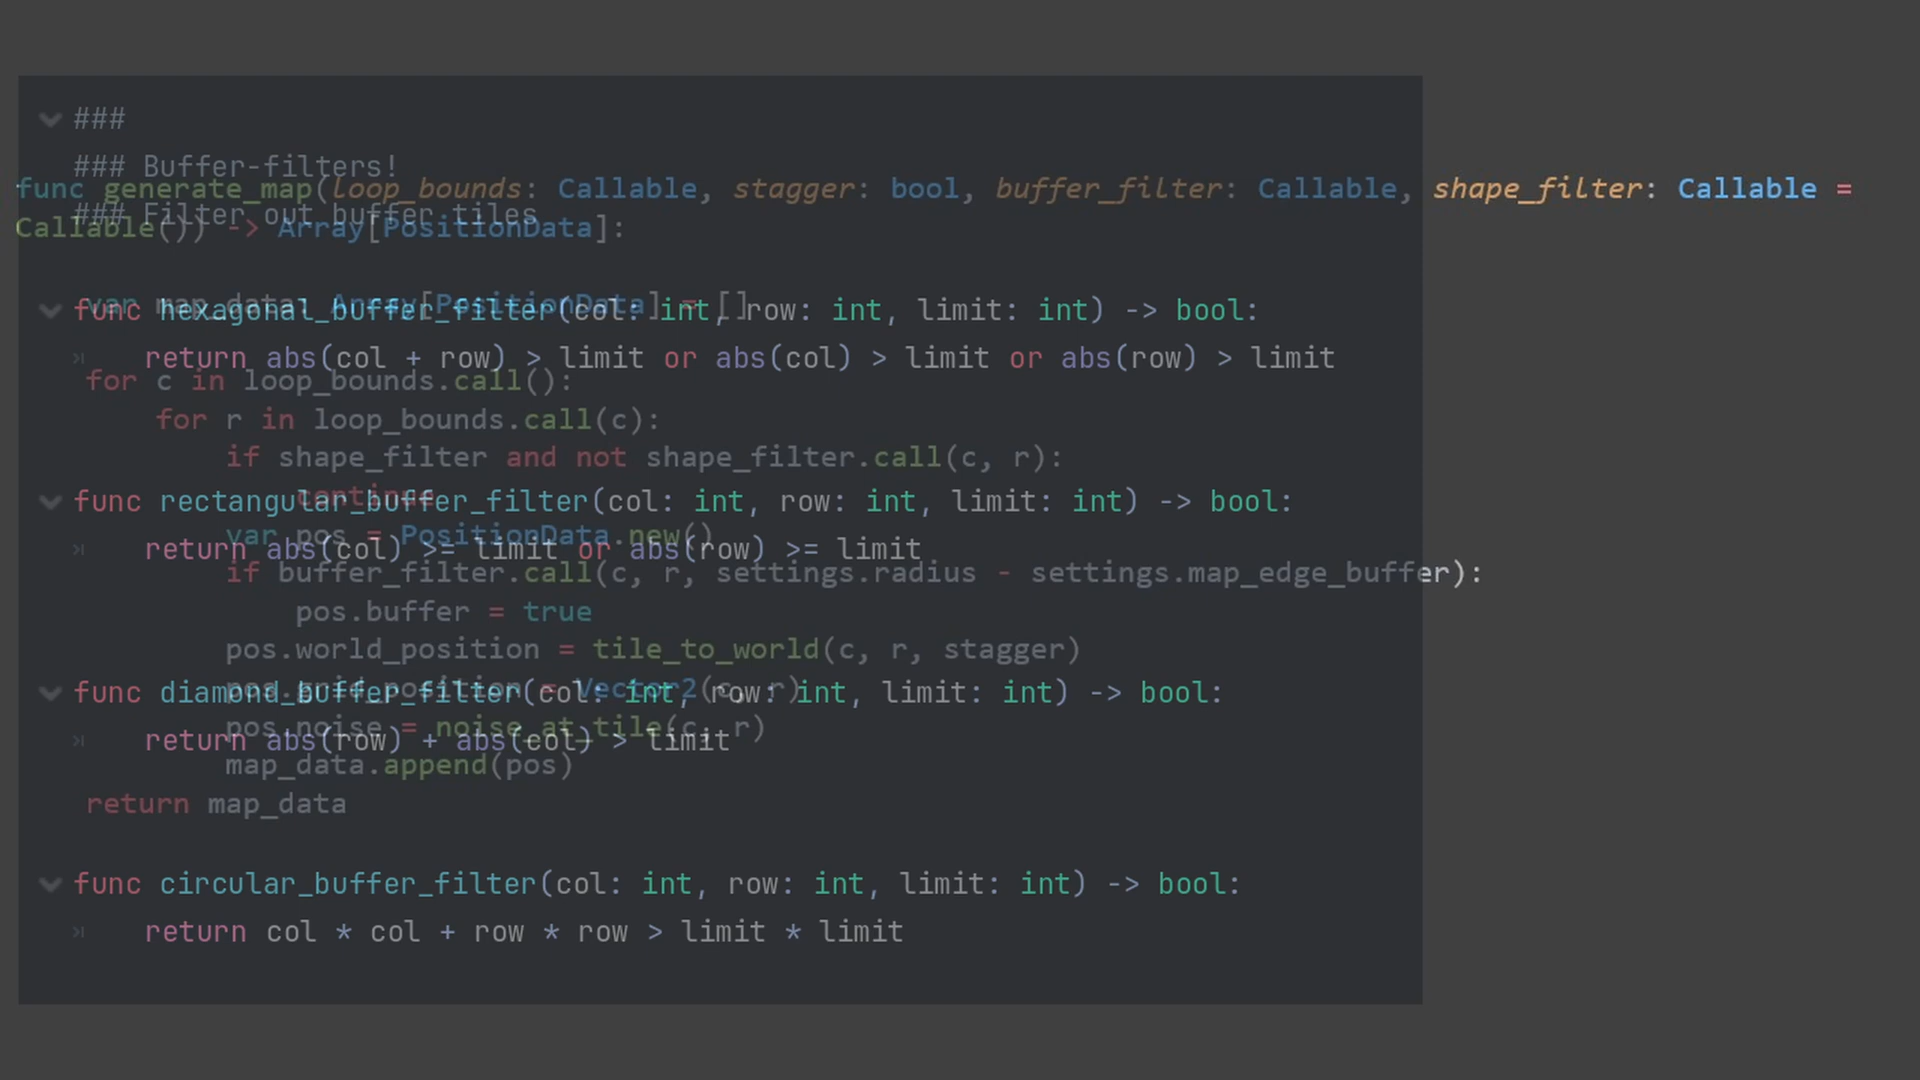 ###
### Buffer-filters!
### Filter out buffer tiles
func hexagonal_buffer_filter(col: int, row: int, limit: int) -> bool:
return abs(col + row) > limit or abs(col) > limit or abs(row) > limit
func rectangular_buffer_filter(col: int, row: int, limit: int) -> bool:
return abs(col) >= limit or abs(row) >= limit
func diamond_buffer_filter(col: int, row: int, limit: int) -> bool:
return abs(row) + abs(col) > limit
func circular_buffer_filter(col: int, row: int, limit: int) -> bool:
return col * col + row * row > limit * limit
func generate_map(loop_bounds: Callable, stagger: bool, buffer_filter: Callable, shape_filter: Callable =
Callable()) -> Array[PositionData]:
var map_data: Array[PositionData] = []
for c in loop_bounds.call():
for r in loop_bounds.call(c):
if shape_filter and not shape_filter.call(c, r):
continue
var pos = PositionData.new()
if buffer_filter.call(c, r, settings.radius - settings.map_edge_buffer):
pos.buffer = true
pos.world_position = tile_to_world(c, r, stagger)
pos.grid_position = Vector2(c, r)
pos.noise = noise_at_tile(c, r)
map_data.append(pos)
return map_data